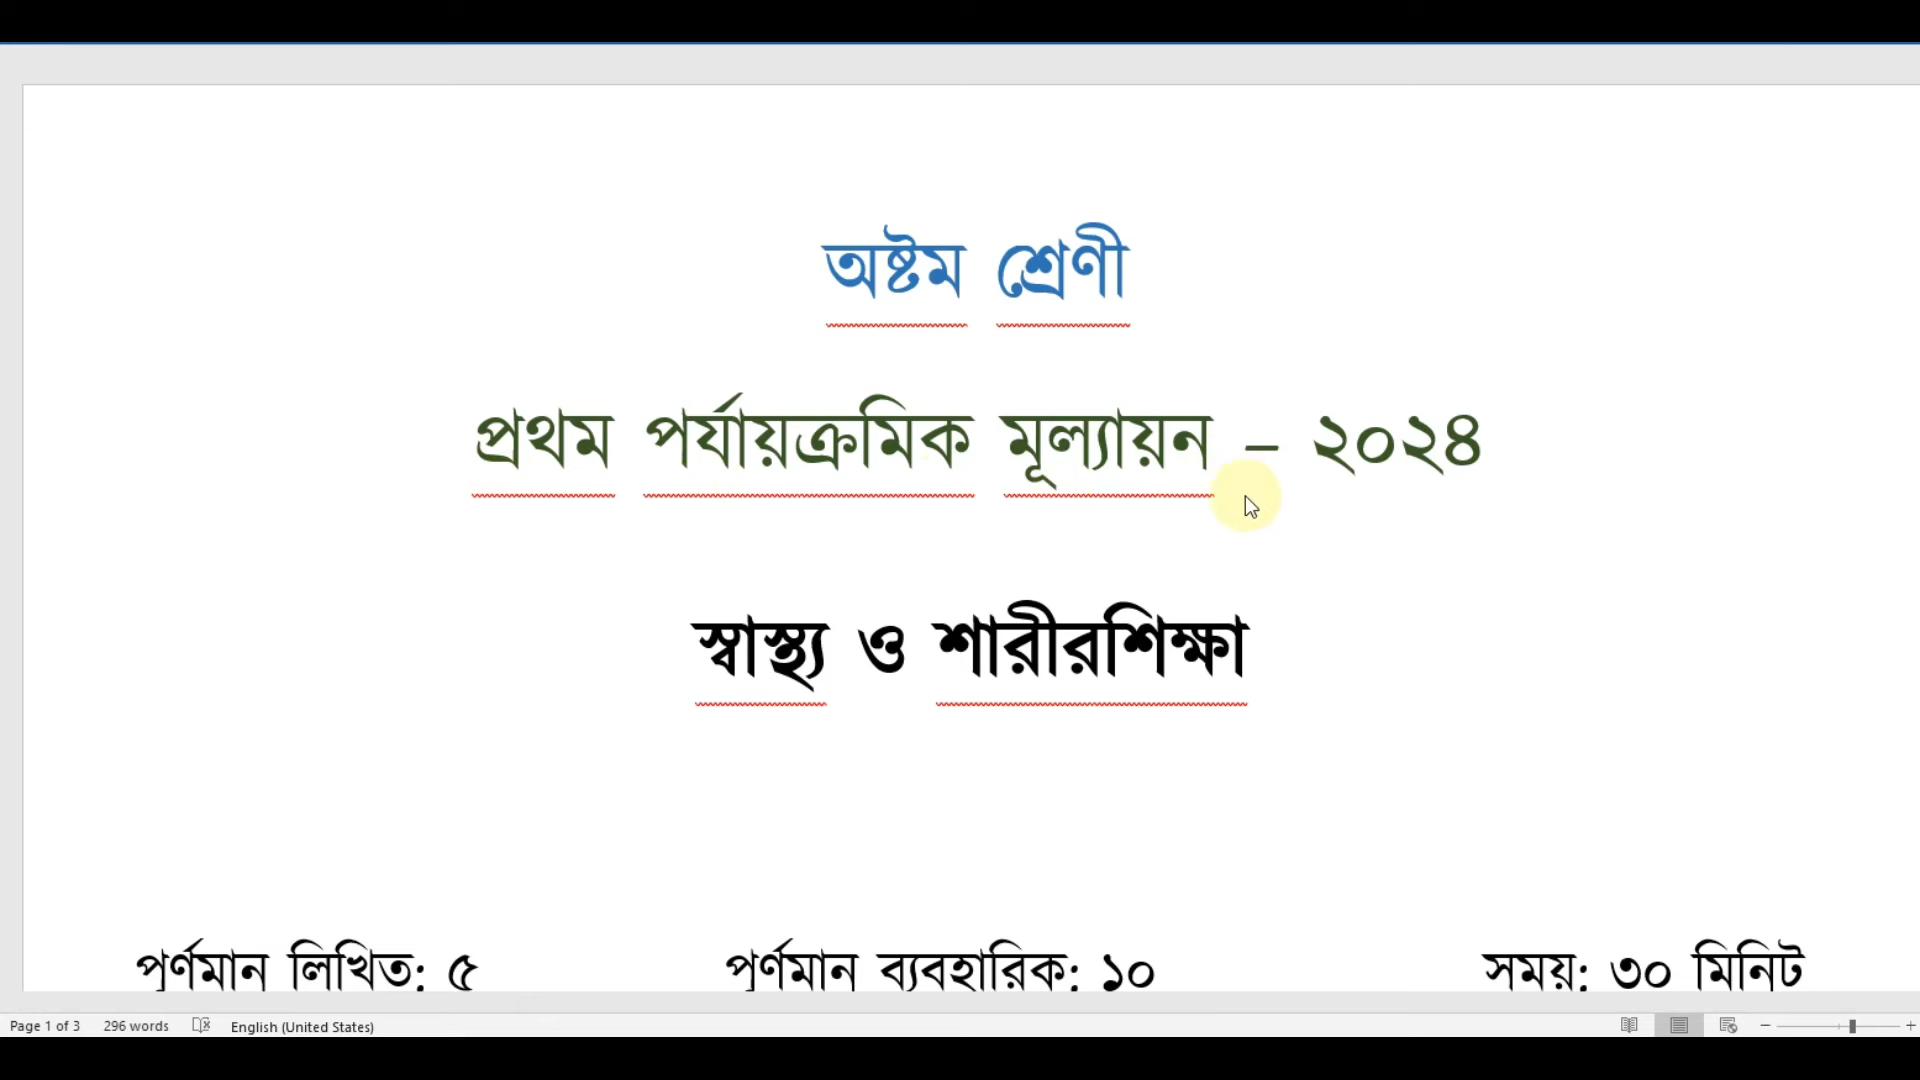 অষ্টম শ্রেণী
প্রথম পর্যায়ক্রমিক মূল্যায়ন – ২০২৪
স্বাস্থ্য ও শারীরশিক্ষা
পূর্ণমান লিখিত: ৫ পূর্ণমান ব্যবহারিক: ১০ সময়: ৩০ মিনিট
Page 1 of 3 296 words English (United States)